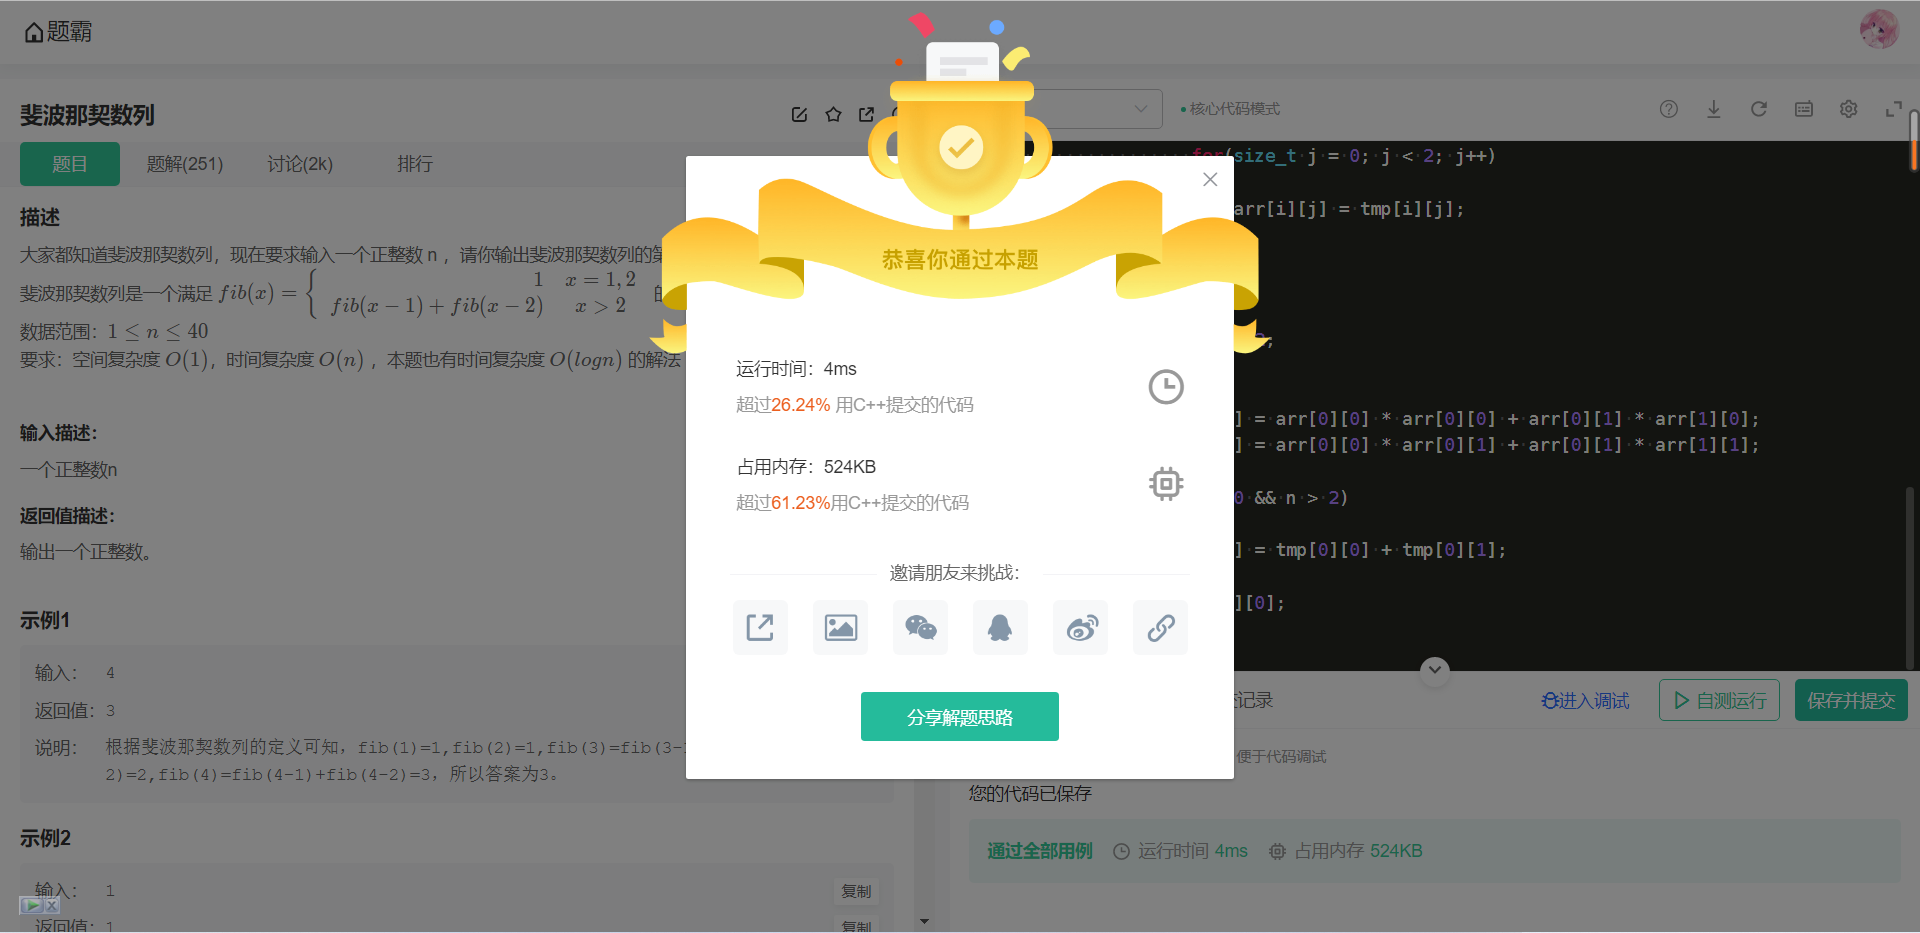 题霸
斐波那契数列
题目 题解(251) 讨论(2k) 排行
描述
大家都知道斐波那契数列，现在要求输入一个正整数 n ，请你输出斐波那契数列的第
斐波那契数列是一个满足 fib(x) = { 1 x = 1,2
fib(x − 1) + fib(x − 2) x > 2
数据范围：1 ≤ n ≤ 40
要求：空间复杂度 O(1)，时间复杂度 O(n) ，本题也有时间复杂度 O(logn) 的解法
输入描述：
一个正整数n
返回值描述：
输出一个正整数。
示例1
输入： 4
返回值：3
说明： 根据斐波那契数列的定义可知，fib(1)=1,fib(2)=1,fib(3)=fib(3-
2)=2,fib(4)=fib(4-1)+fib(4-2)=3，所以答案为3。
示例2
输入： 1
复制
返回值：1
复制
恭喜你通过本题
运行时间：4ms
超过26.24% 用C++提交的代码
占用内存：524KB
超过61.23%用C++提交的代码
邀请朋友来挑战：
分享解题思路
核心代码模式
for(size_t j = 0; j < 2; j++)
arr[i][j] = tmp[i][j];
;
] = arr[0][0] * arr[0][0] + arr[0][1] * arr[1][0];
] = arr[0][0] * arr[0][1] + arr[0][1] * arr[1][1];
0 && n > 2)
] = tmp[0][0] + tmp[0][1];
][0];
记录
进入调试
自测运行
保存并提交
便于代码调试
您的代码已保存
通过全部用例 运行时间 4ms 占用内存 524KB